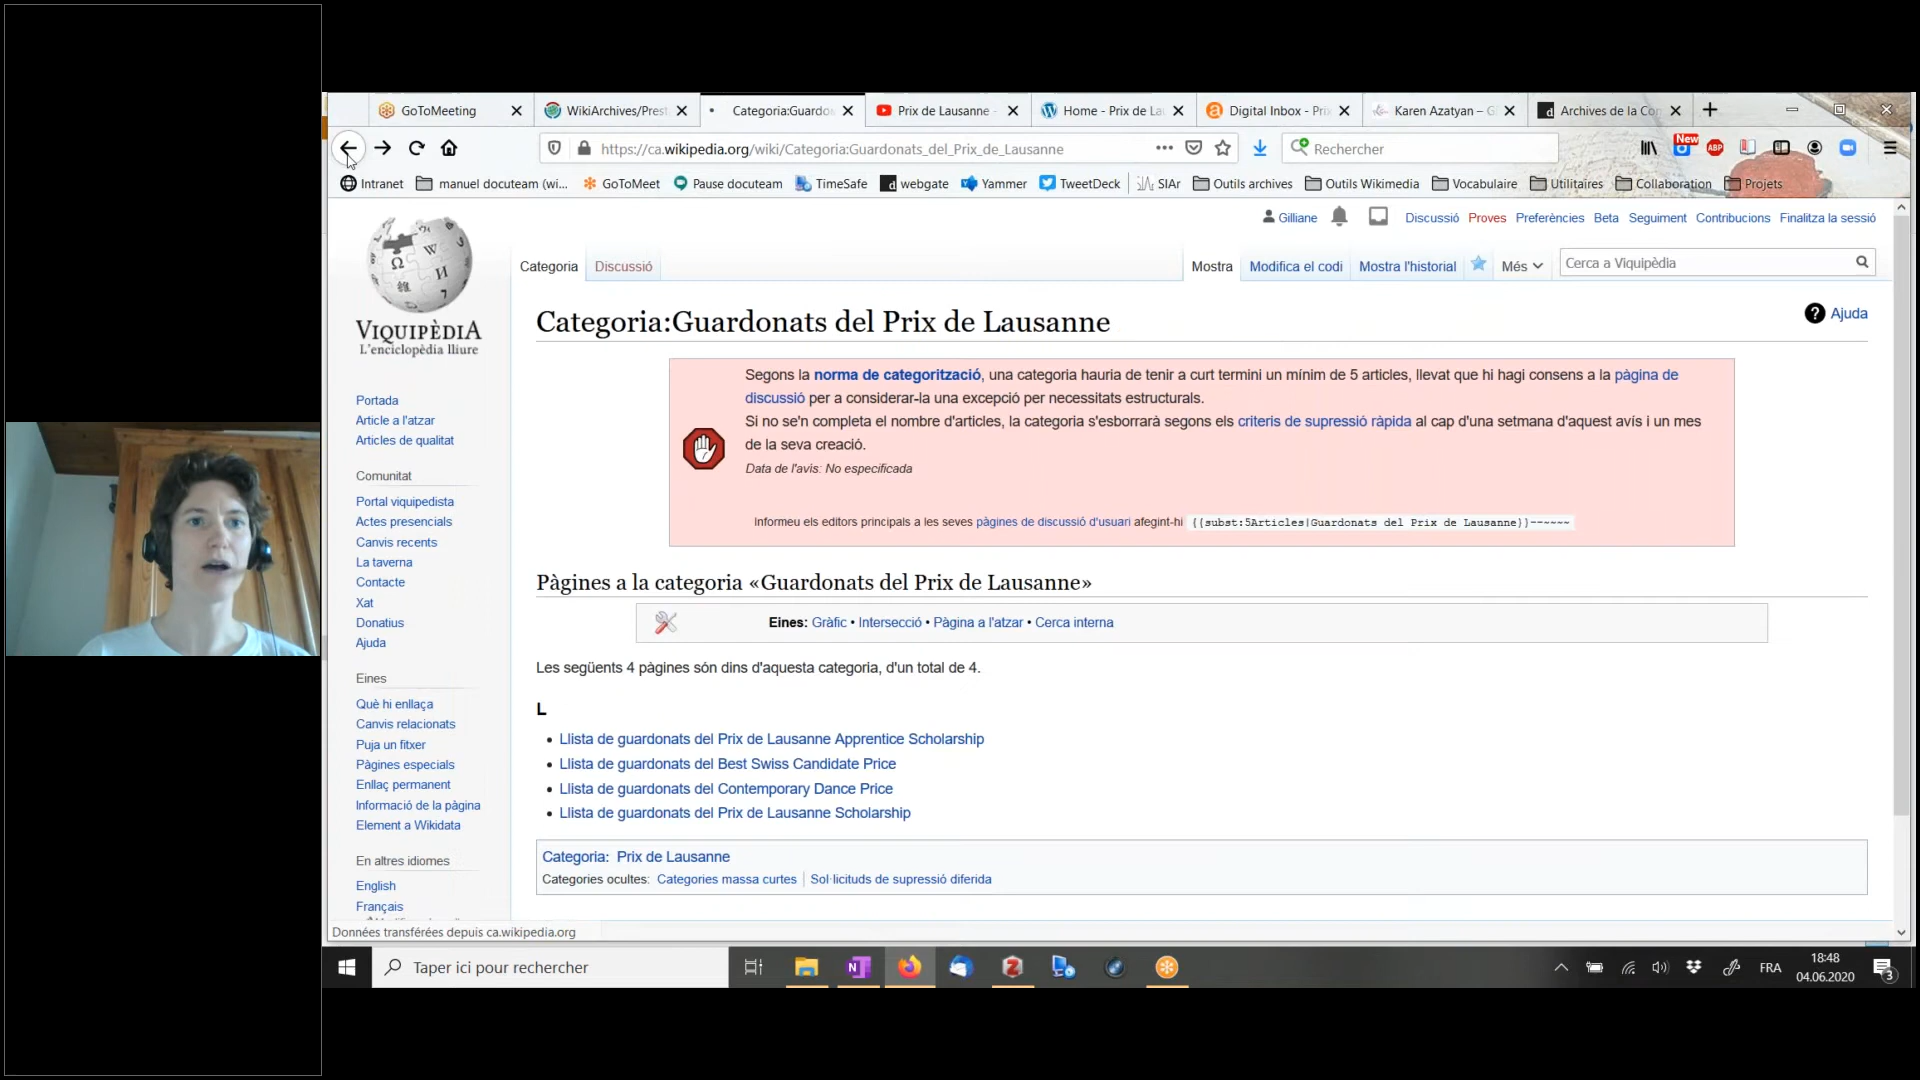 GoToMeeting
WikiArchives/Prest
Categoria:Guardo
Prix de Lausanne -
Home - Prix de La
Digital Inbox - Prix
Karen Azatyan – G
Archives de la Co
https://ca.wikipedia.org/wiki/Categoria:Guardonats_del_Prix_de_Lausanne
Rechercher
New
ABP
Intranet
manuel docuteam (wi...
GoToMeet
Pause docuteam
TimeSafe
webgate
Yammer
TweetDeck
SIAr
Outils archives
Outils Wikimedia
Vocabulaire
Utilitaires
Collaboration
Projets
Gilliane
Discussió Proves Preferències Beta Seguiment Contribucions Finalitza la sessió
Categoria Discussió
Mostra Modifica el codi Mostra l'historial Més
Cerca a Viquipèdia
VIQUIPÈDIA
L'enciclopèdia lliure
Portada
Article a l'atzar
Articles de qualitat
Comunitat
Portal viquipedista
Actes presencials
Canvis recents
La taverna
Contacte
Xat
Donatius
Ajuda
Eines
Què hi enllaça
Canvis relacionats
Puja un fitxer
Pàgines especials
Enllaç permanent
Informació de la pàgina
Element a Wikidata
En altres idiomes
English
Français
Categoria:Guardonats del Prix de Lausanne
Ajuda
Segons la norma de categorització, una categoria hauria de tenir a curt termini un mínim de 5 articles, llevat que hi hagi consens a la pàgina de
discussió per a considerar-la una excepció per necessitats estructurals.
Si no se'n completa el nombre d'articles, la categoria s'esborrarà segons els criteris de supressió ràpida al cap d'una setmana d'aquest avís i un mes
de la seva creació.
Data de l'avís: No especificada
Informeu els editors principals a les seves pàgines de discussió d'usuari afegint-hi {{subst:5Articles|Guardonats del Prix de Lausanne}}--~~~~
Pàgines a la categoria «Guardonats del Prix de Lausanne»
Eines: Gràfic • Intersecció • Pàgina a l'atzar • Cerca interna
Les següents 4 pàgines són dins d'aquesta categoria, d'un total de 4.
L
• Llista de guardonats del Prix de Lausanne Apprentice Scholarship
• Llista de guardonats del Best Swiss Candidate Price
• Llista de guardonats del Contemporary Dance Price
• Llista de guardonats del Prix de Lausanne Scholarship
Categoria: Prix de Lausanne
Categories ocultes: Categories massa curtes | Sol·licituds de supressió diferida
Données transférées depuis ca.wikipedia.org
Taper ici pour rechercher
FRA
18:48
04.06.2020
3